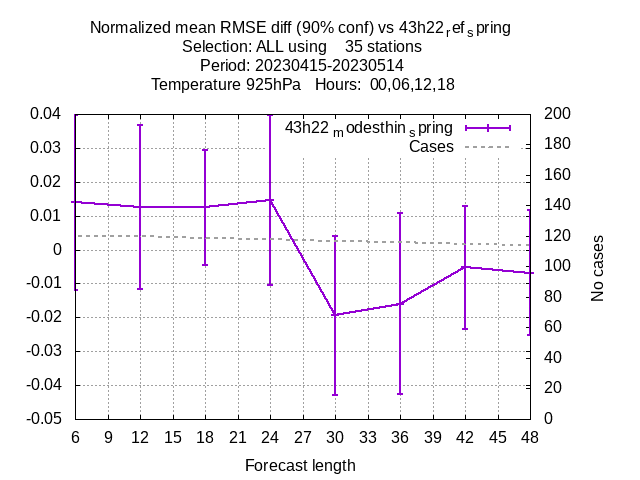 Normalized mean RMSE diff (90% conf) vs 43h22refspring
Selection: ALL using 35 stations
Period: 20230415-20230514
Temperature 925hPa Hours: 00,06,12,18
43h22 modesthin spring
Cases
0.04
0.03
0.02
0.01
0
-0.01
-0.02
-0.03
-0.04
-0.05
200
180
160
140
120
100
80
60
40
20
0
No cases
6 9 12 15 18 21 24 27 30 33 36 39 42 45 48
Forecast length